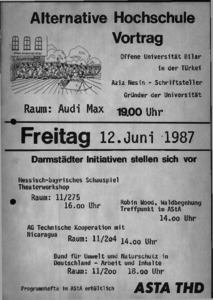 Alternative Hochschule
Vortrag
Offene Universität Bilar
in der Türkei
Aziz Nesin - Schriftsteller
Gründer der Universität
Raum: Audi Max 19.00 Uhr
Freitag 12.Juni 1987
Darmstädter Initiativen stellen sich vor
Hessisch-bayrisches Schauspiel
Theaterworkshop
Raum: 11/275
16.00 Uhr
Robin Wood, Waldbegehung
Treffpunkt im AStA
14.00 Uhr
AG Technische Kooperation mit
Nicaragua
Raum: 11/204 14.00 Uhr
Bund für Umwelt und Naturschutz in
Deutschland - Arbeit und Inhalte
Raum: 11/200 18.00 Uhr
Programmhefte im AStA erhältlich
ASTA THD